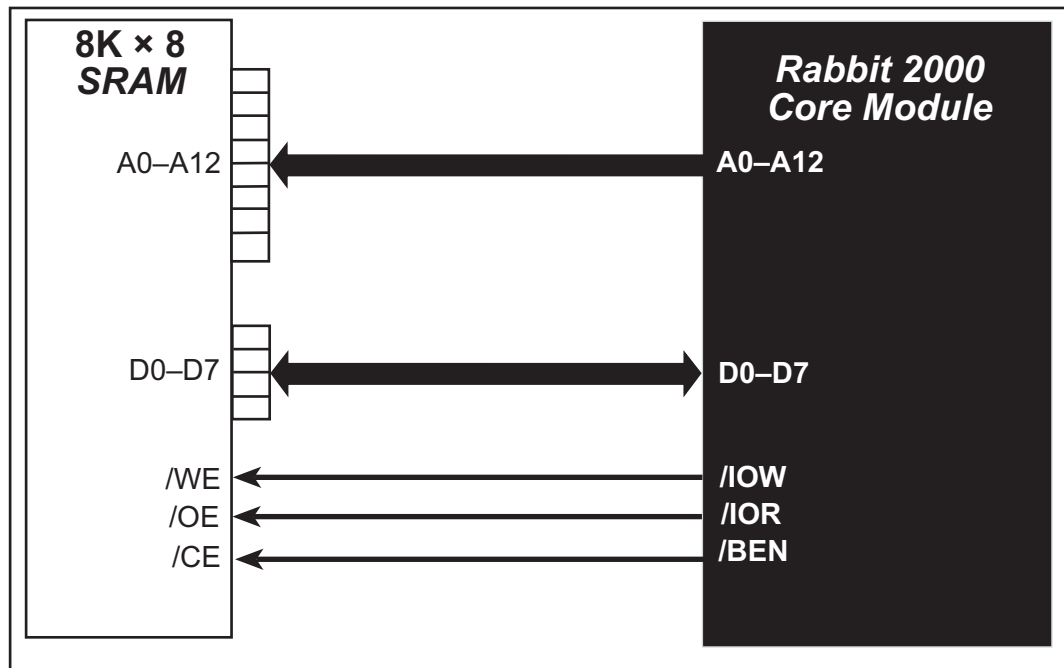 8K × 8
SRAM
A0–A12
D0–D7
/WE
/OE
/CE
Rabbit 2000
Core Module
A0–A12
D0–D7
/IOW
/IOR
/BEN